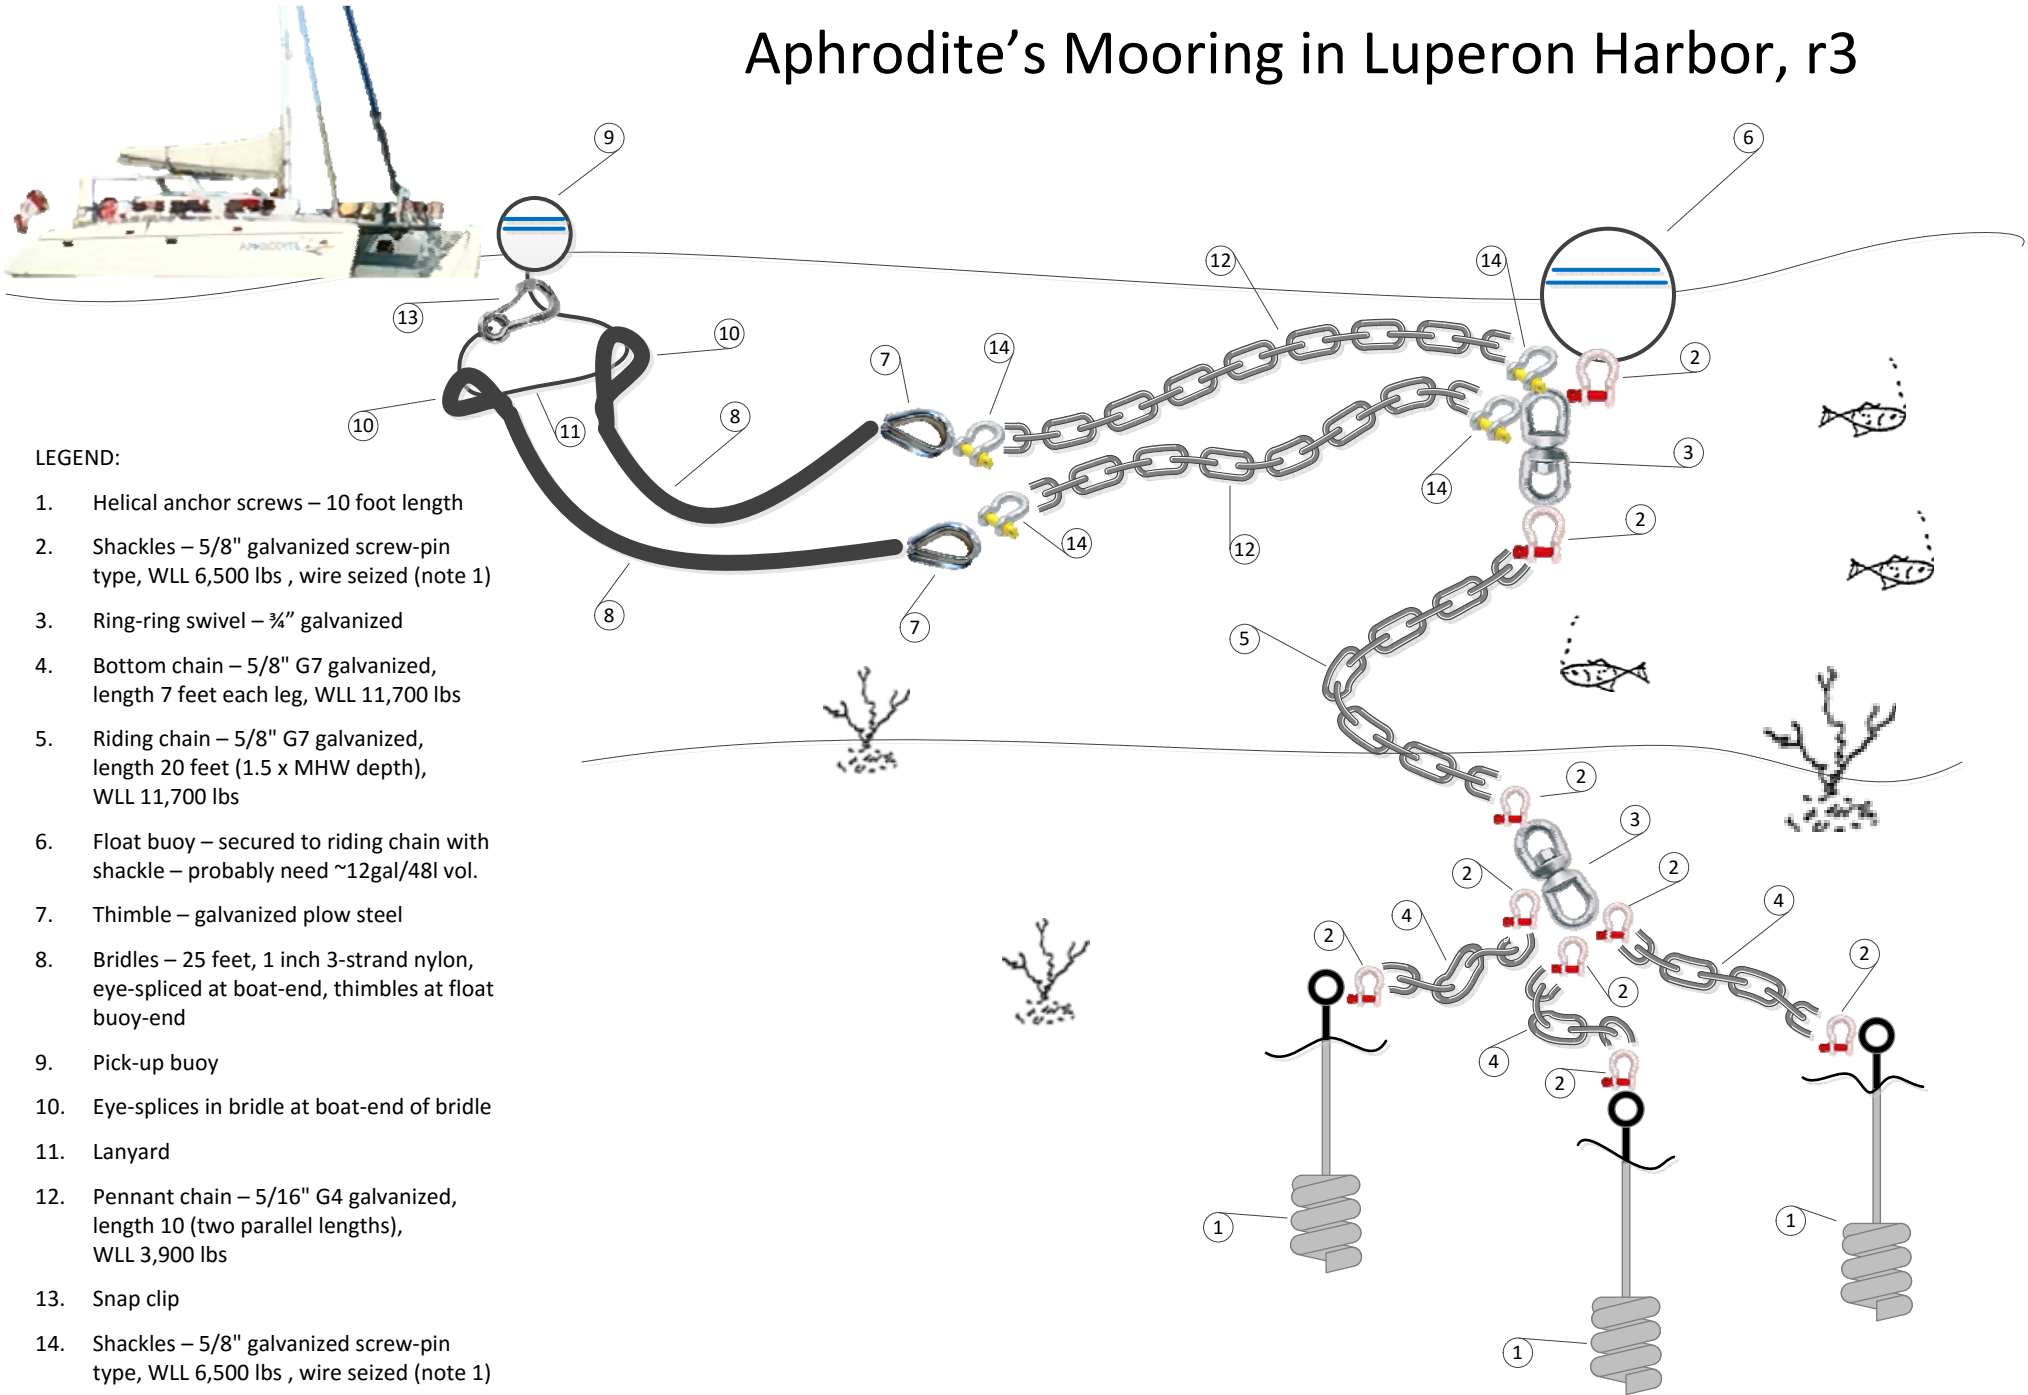 Aphrodite’s Mooring in Luperon Harbor, r3
9
6
12
14
13
10
7
14
2
10
11
8
3
14
2
14
12
8
7
5
2
3
2
2
4
4
2
2
2
4
2
1
1
1
APHRODITE
LEGEND:
1. Helical anchor screws – 10 foot length
2. Shackles – 5/8" galvanized screw-pin
type, WLL 6,500 lbs , wire seized (note 1)
3. Ring-ring swivel – ¾” galvanized
4. Bottom chain – 5/8" G7 galvanized,
length 7 feet each leg, WLL 11,700 lbs
5. Riding chain – 5/8" G7 galvanized,
length 20 feet (1.5 x MHW depth),
WLL 11,700 lbs
6. Float buoy – secured to riding chain with
shackle – probably need ~12gal/48l vol.
7. Thimble – galvanized plow steel
8. Bridles – 25 feet, 1 inch 3-strand nylon,
eye-spliced at boat-end, thimbles at float
buoy-end
9. Pick-up buoy
10. Eye-splices in bridle at boat-end of bridle
11. Lanyard
12. Pennant chain – 5/16" G4 galvanized,
length 10 (two parallel lengths),
WLL 3,900 lbs
13. Snap clip
14. Shackles – 5/8" galvanized screw-pin
type, WLL 6,500 lbs , wire seized (note 1)